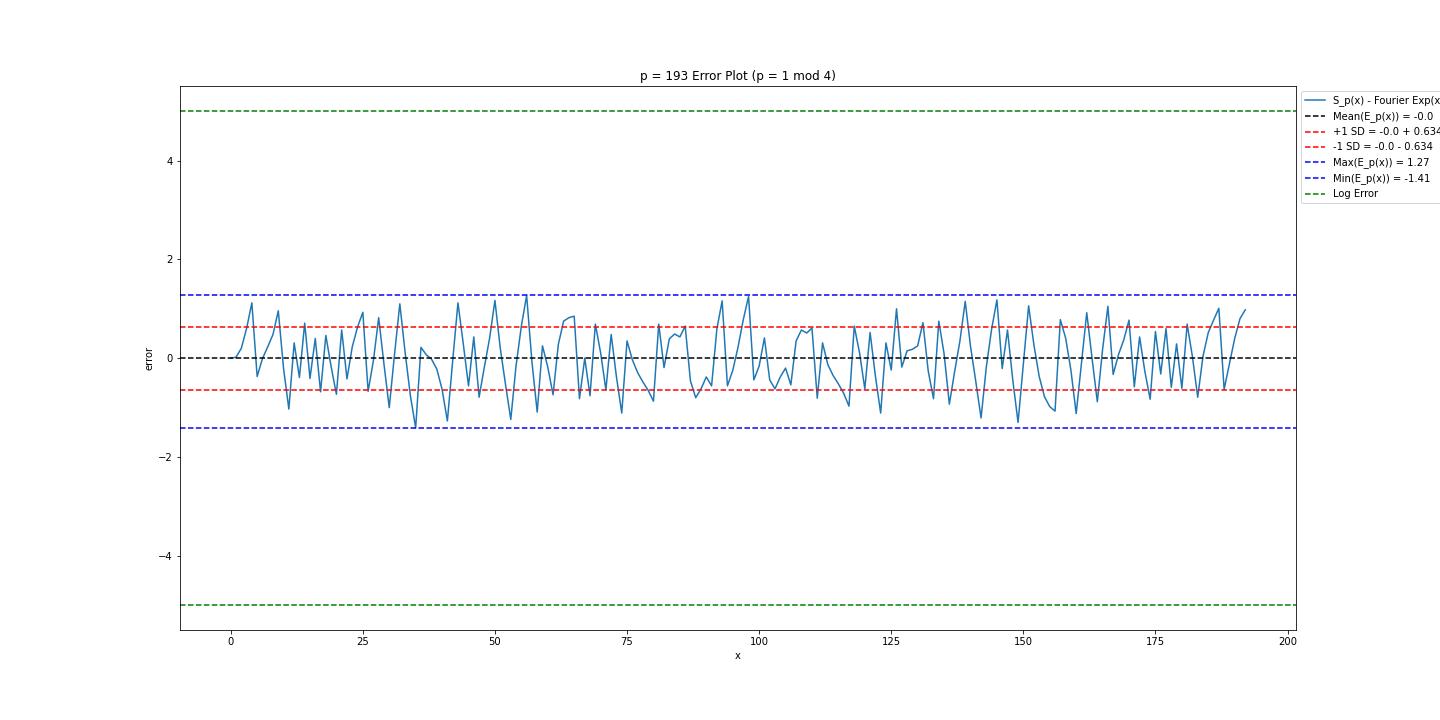 p = 193 Error Plot (p = 1 mod 4)
S_p(x) - Fourier Exp(x
Mean(E_p(x)) = -0.0
+1 SD = -0.0 + 0.634
-1 SD = -0.0 - 0.634
Max(E_p(x)) = 1.27
Min(E_p(x)) = -1.41
Log Error
4
2
0
−2
−4
error
0 25 50 75 100 125 150 175 200
x